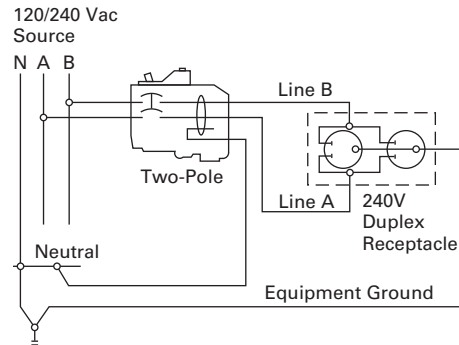 120/240 Vac
Source
N A B
Line B
Two-Pole
Line A
240V
Duplex
Receptacle
Neutral
Equipment Ground